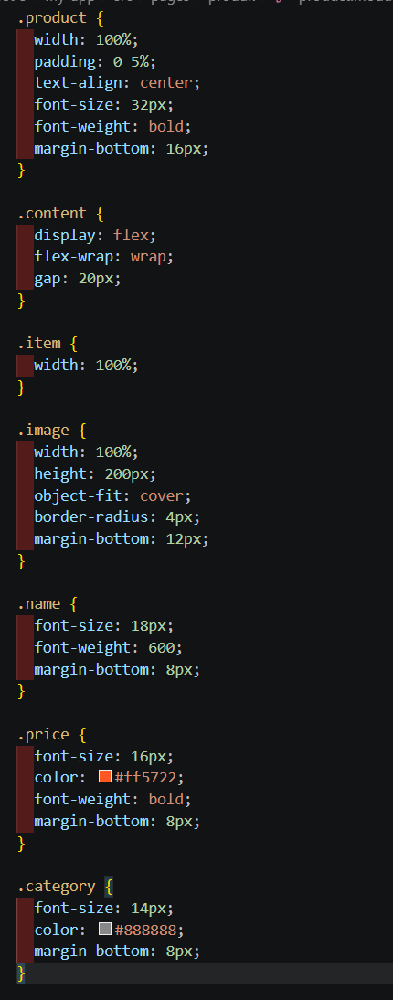 .product {
width: 100%;
padding: 0 5%;
text-align: center;
font-size: 32px;
font-weight: bold;
margin-bottom: 16px;
}
.content {
display: flex;
flex-wrap: wrap;
gap: 20px;
}
.item {
width: 100%;
}
.image {
width: 100%;
height: 200px;
object-fit: cover;
border-radius: 4px;
margin-bottom: 12px;
}
.name {
font-size: 18px;
font-weight: 600;
margin-bottom: 8px;
}
.price {
font-size: 16px;
color: #ff5722;
font-weight: bold;
margin-bottom: 8px;
}
.category {
font-size: 14px;
color: #888888;
margin-bottom: 8px;
}